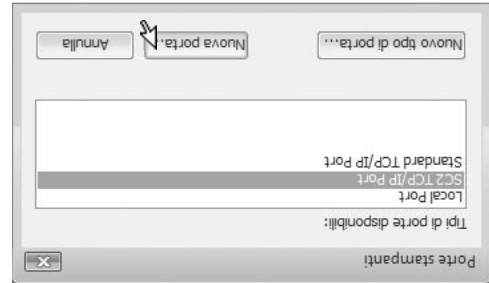 Porte stampanti
Tipi di porte disponibili:
Local Port
SC2 TCP/IP Port
Standard TCP/IP Port
Nuovo tipo di porta... Nuova porta... Annulla